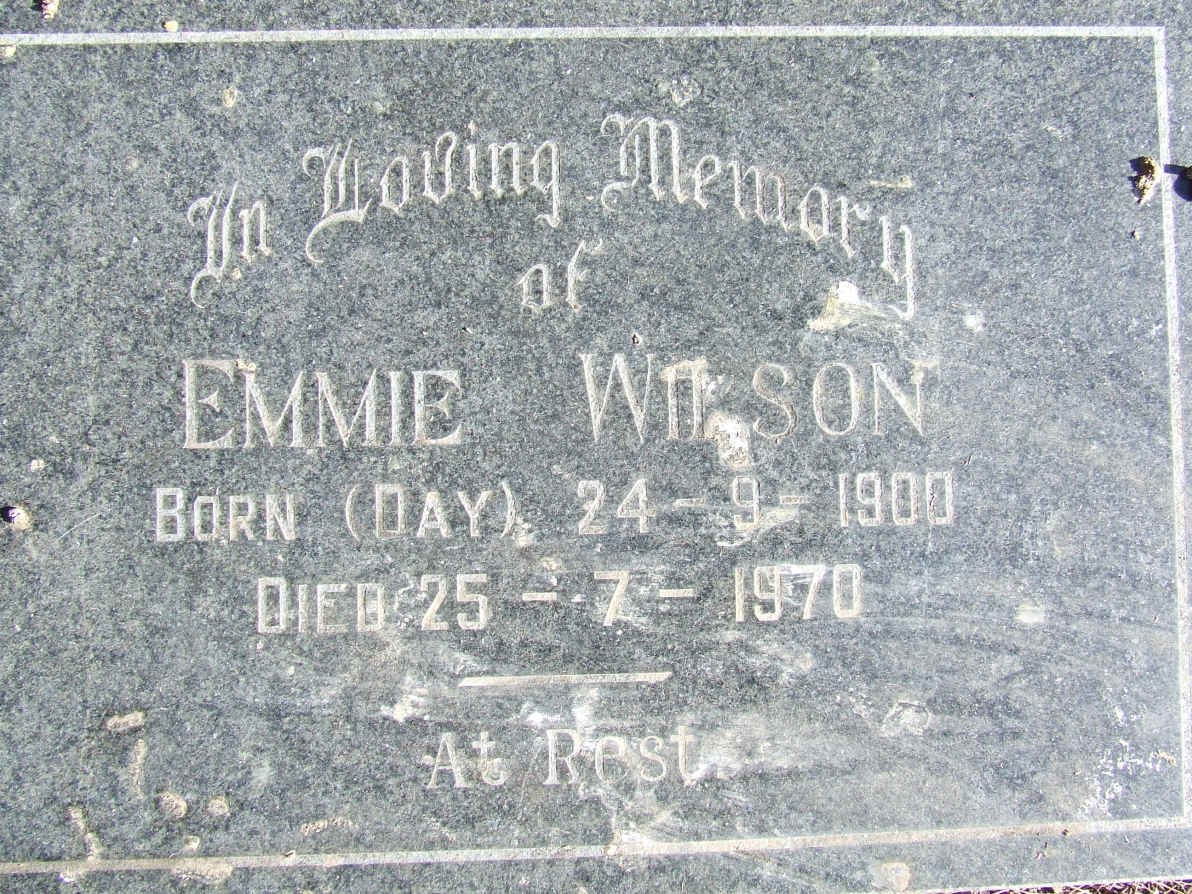 In Loving Memory
of
EMMIE WILSON
BORN (DAY) 24-9-1900
DIED 25-7-1970
At Rest.